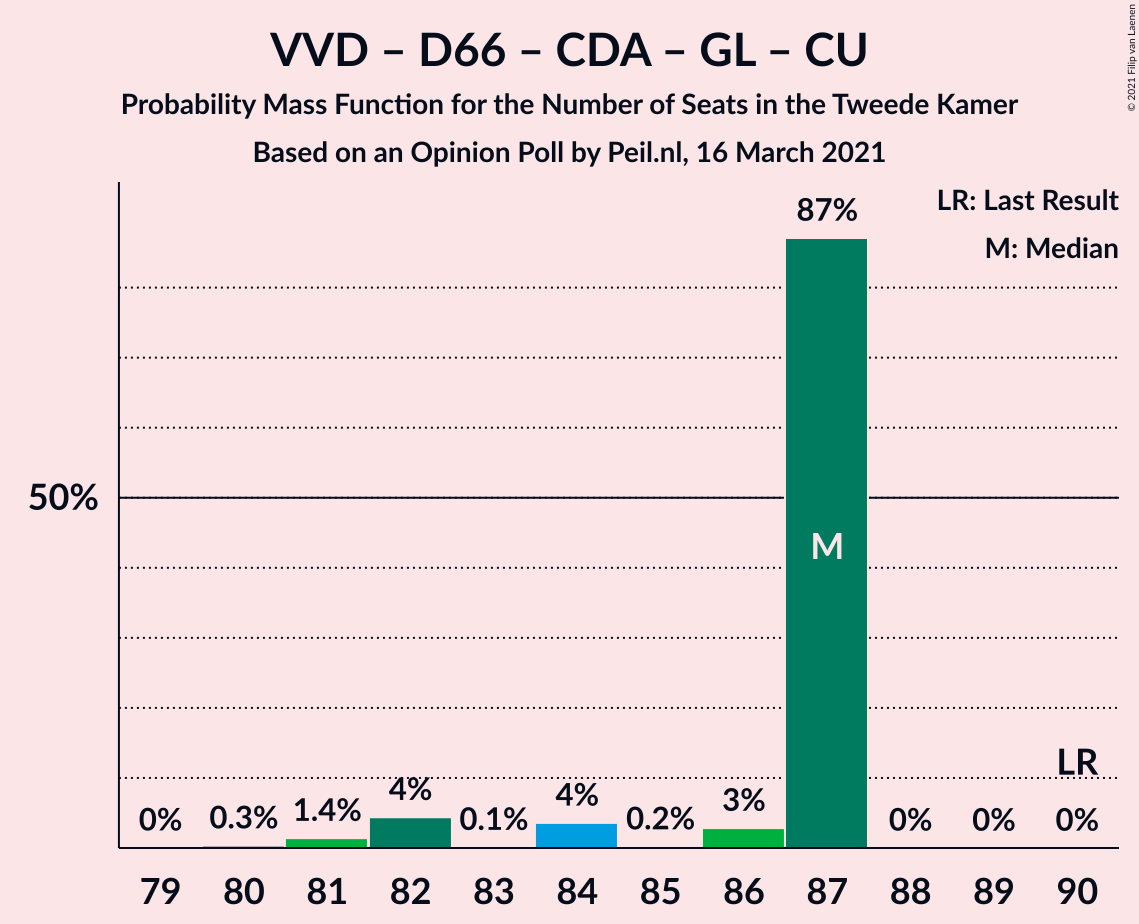 VVD – D66 – CDA – GL – CU
Probability Mass Function for the Number of Seats in the Tweede Kamer
Based on an Opinion Poll by Peil.nl, 16 March 2021
© 2021 Filip van Laenen
LR: Last Result
M: Median
87%
50%
M
LR
0% 0.3% 1.4% 4% 0.1% 4% 0.2% 3% 0% 0% 0%
79 80 81 82 83 84 85 86 87 88 89 90